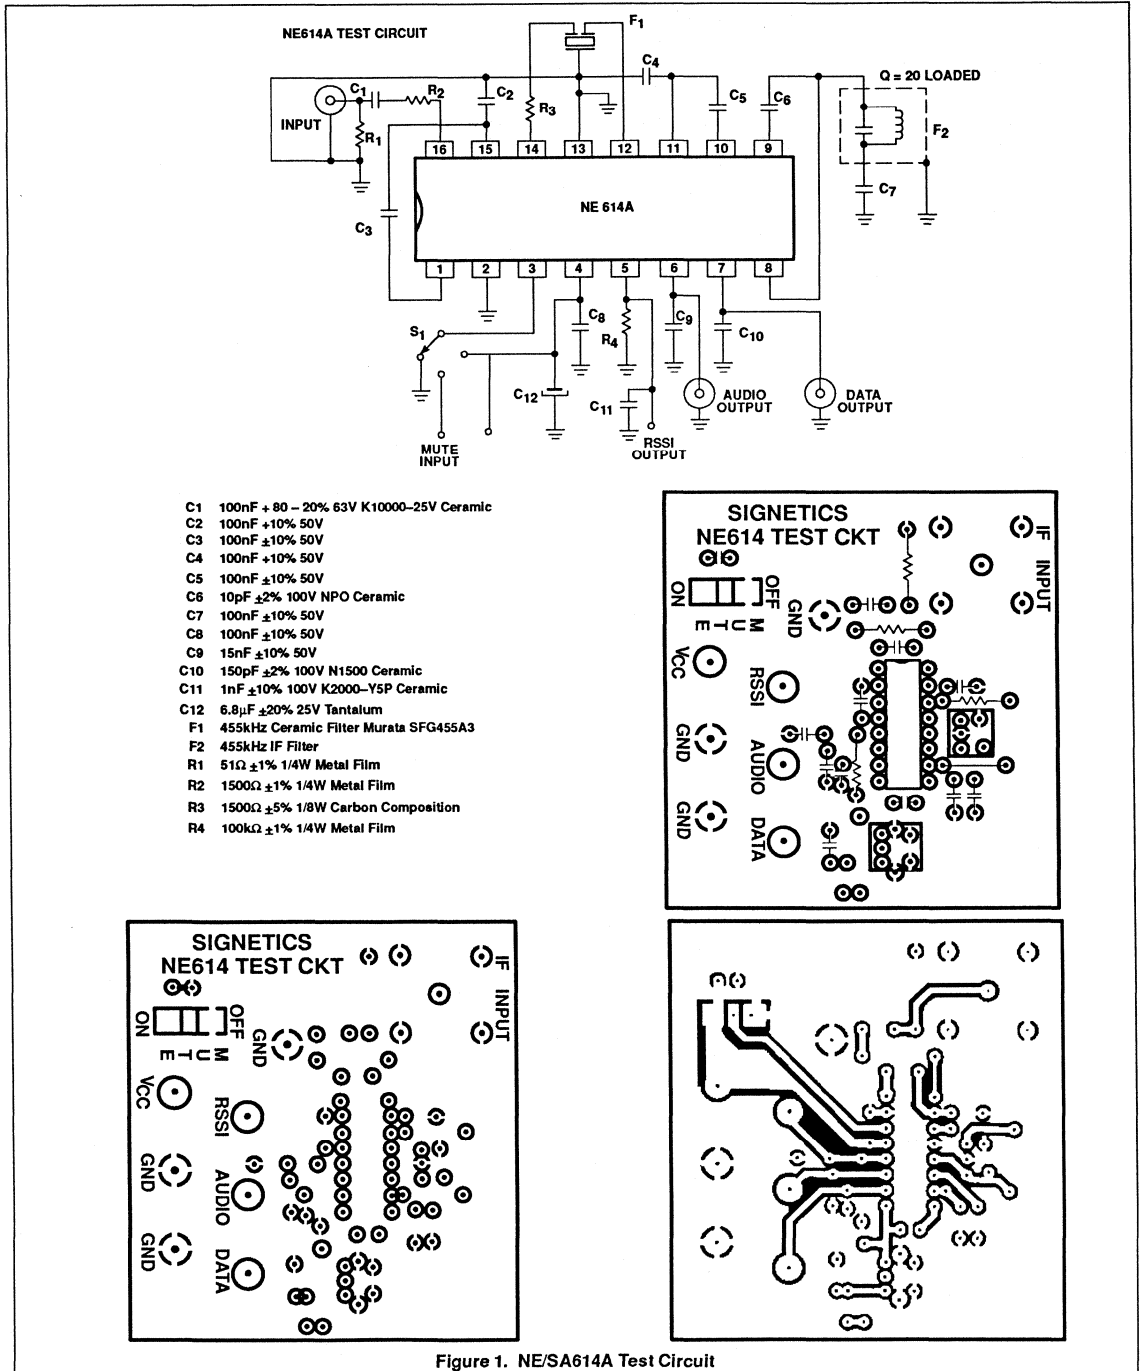 NE614A TEST CIRCUIT
F1
C4
Q = 20 LOADED
C1
R2
C2
R3
C5
C6
F2
INPUT
R1
C7
16 15 14 13 12 11 10 9
NE 614A
C3
1 2 3 4 5 6 7 8
S1
C8
R4
C9
C10
C12
C11
AUDIO
OUTPUT
DATA
OUTPUT
MUTE
INPUT
RSSI
OUTPUT
C1 100nF + 80 – 20% 63V K10000–25V Ceramic
C2 100nF +10% 50V
C3 100nF ±10% 50V
C4 100nF +10% 50V
C5 100nF ±10% 50V
C6 10pF ±2% 100V NPO Ceramic
C7 100nF ±10% 50V
C8 100nF ±10% 50V
C9 15nF ±10% 50V
C10 150pF ±2% 100V N1500 Ceramic
C11 1nF ±10% 100V K2000–Y5P Ceramic
C12 6.8µF ±20% 25V Tantalum
F1 455kHz Ceramic Filter Murata SFG455A3
F2 455kHz IF Filter
R1 51Ω ±1% 1/4W Metal Film
R2 1500Ω ±1% 1/4W Metal Film
R3 1500Ω ±5% 1/8W Carbon Composition
R4 100kΩ ±1% 1/4W Metal Film
SIGNETICS
NE614 TEST CKT
IF INPUT
ON
OFF
MUTE
GND
VCC
RSSI
GND
AUDIO
GND
DATA
SIGNETICS
NE614 TEST CKT
IF INPUT
ON
OFF
MUTE
GND
VCC
RSSI
GND
AUDIO
GND
DATA
Figure 1. NE/SA614A Test Circuit